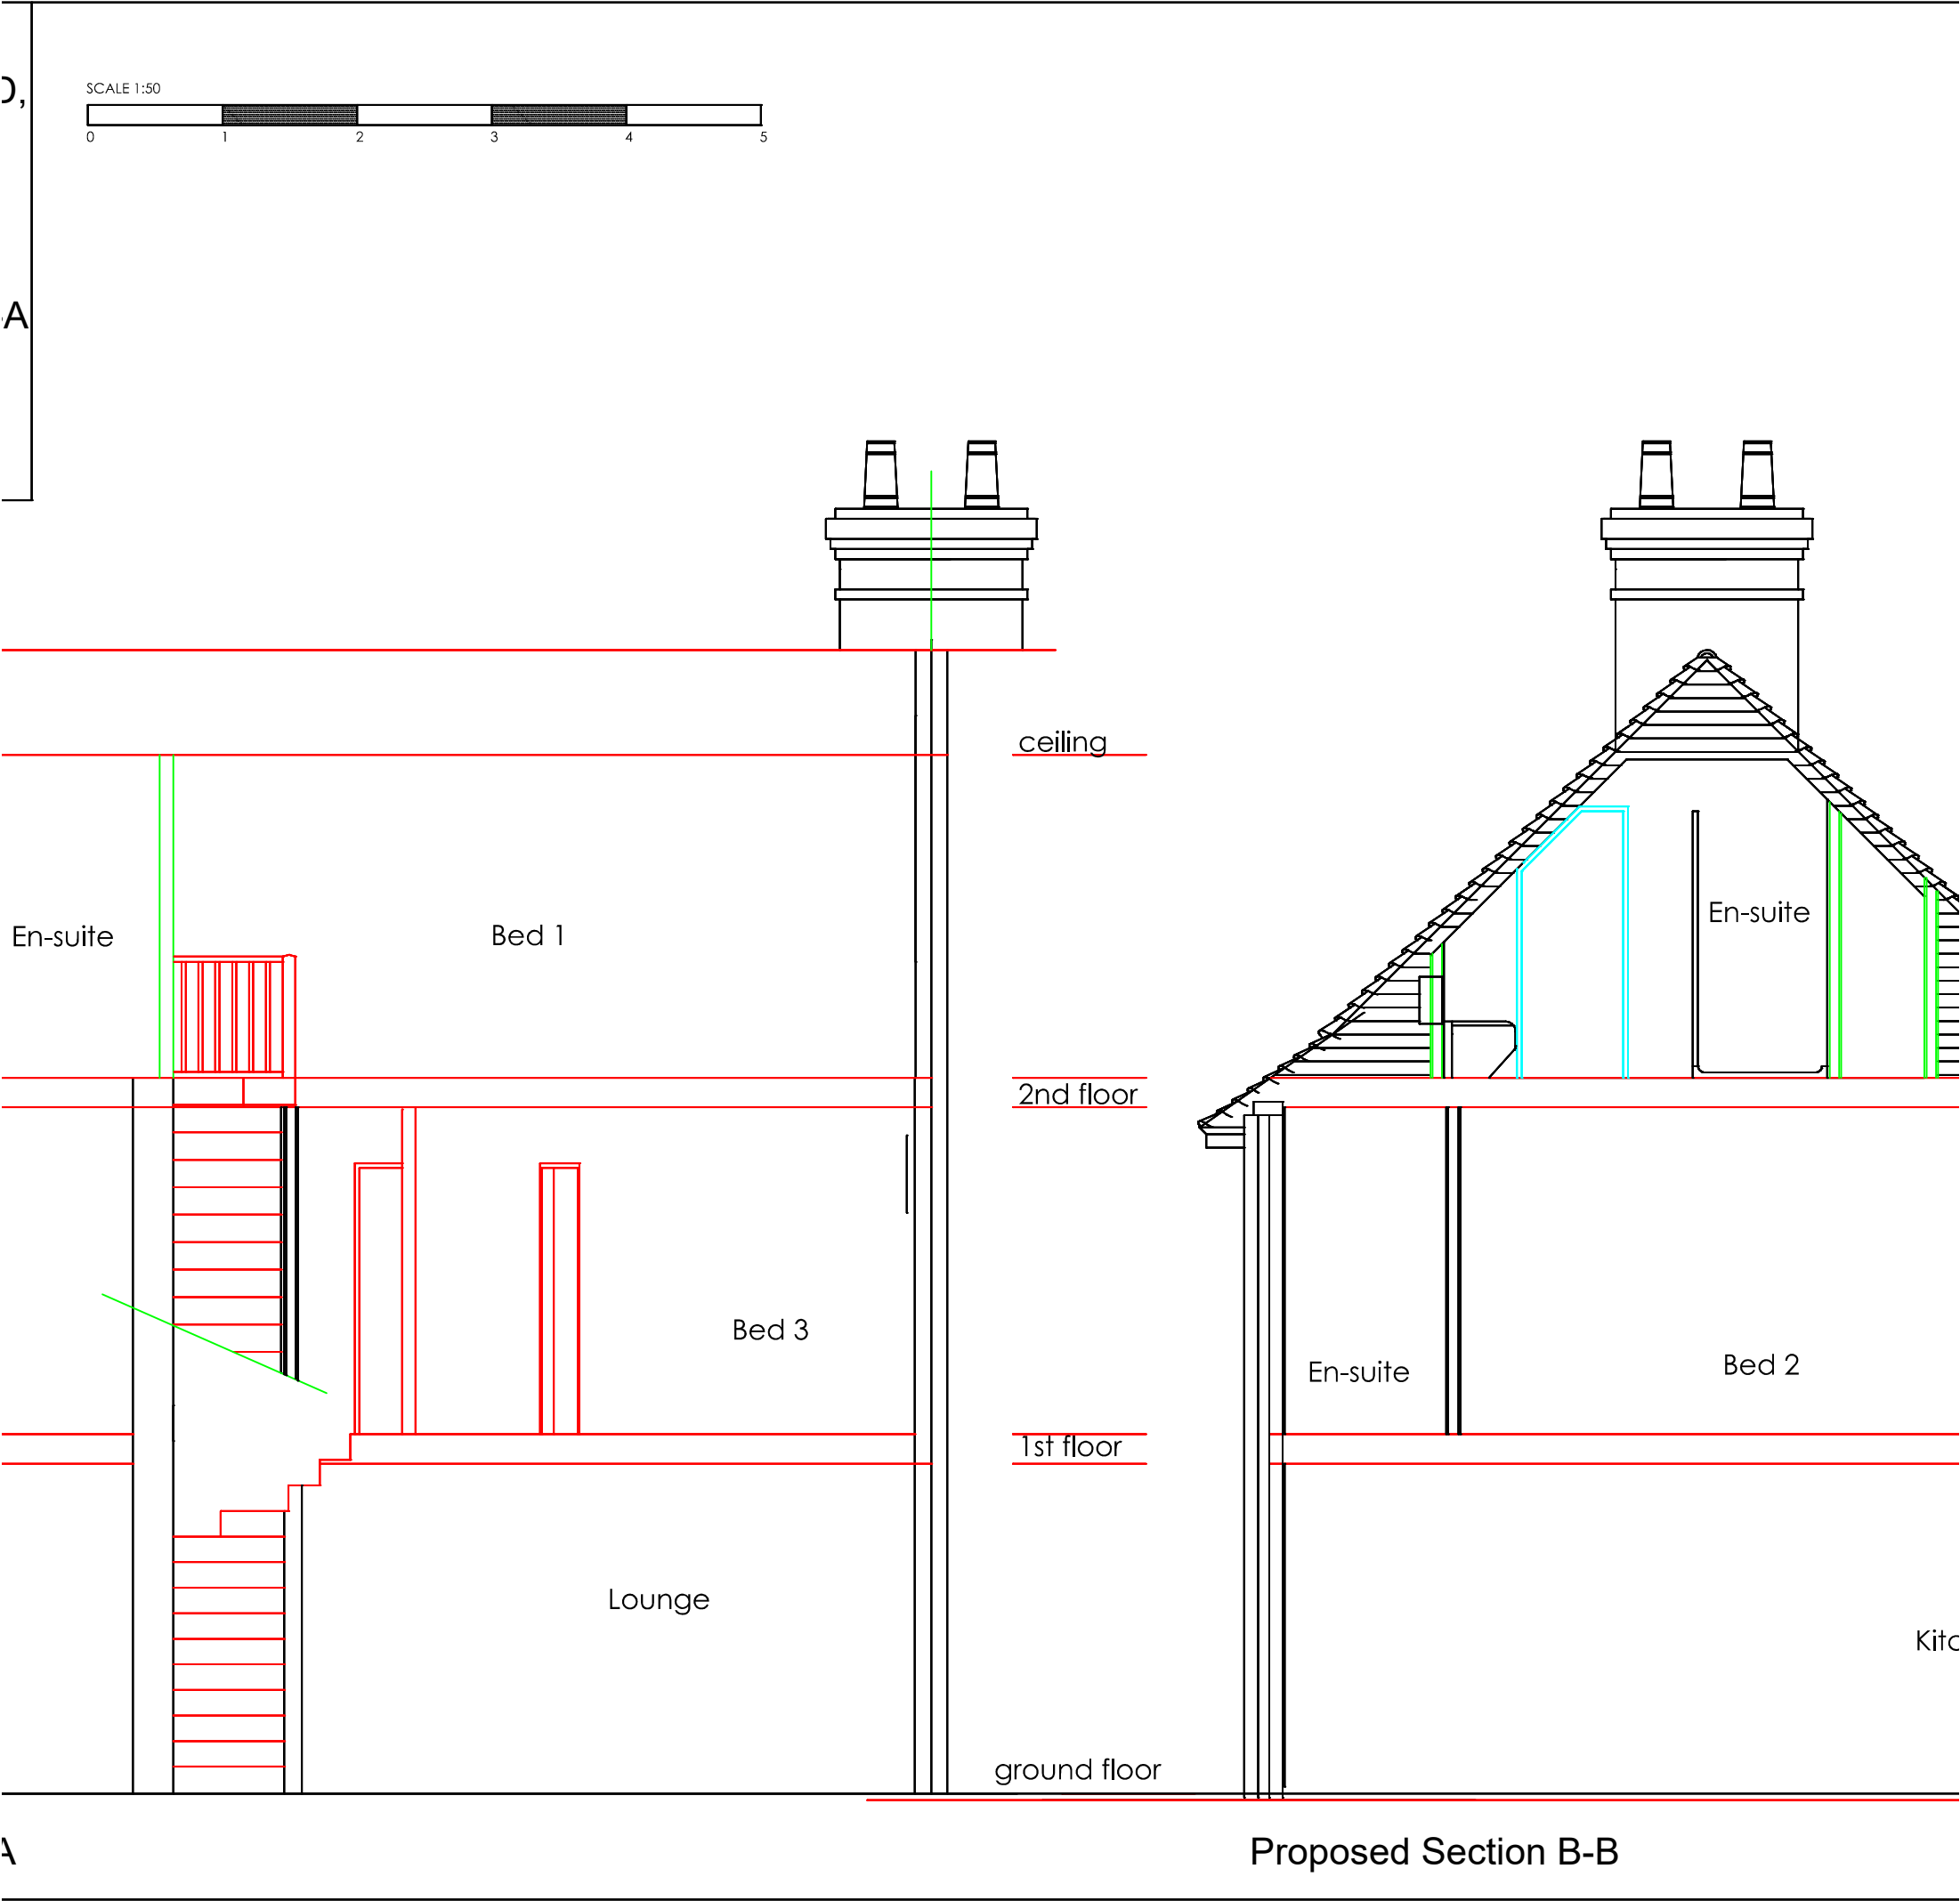 SCALE 1:50
0 1 2 3 4 5
ceiling
En-suite
Bed 1
En-suite
2nd floor
Bed 3
En-suite
Bed 2
1st floor
Lounge
ground floor
Proposed Section B-B